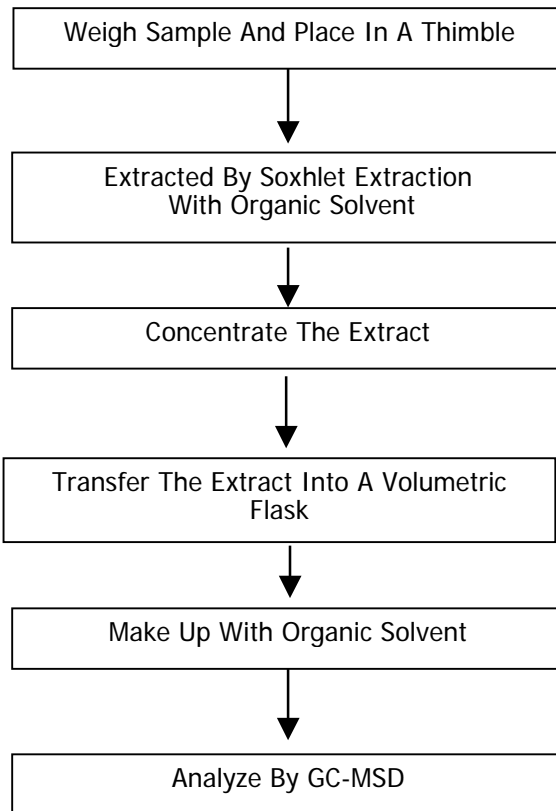 Weigh Sample And Place In A Thimble
Extracted By Soxhlet Extraction
With Organic Solvent
Concentrate The Extract
Transfer The Extract Into A Volumetric
Flask
Make Up With Organic Solvent
Analyze By GC-MSD